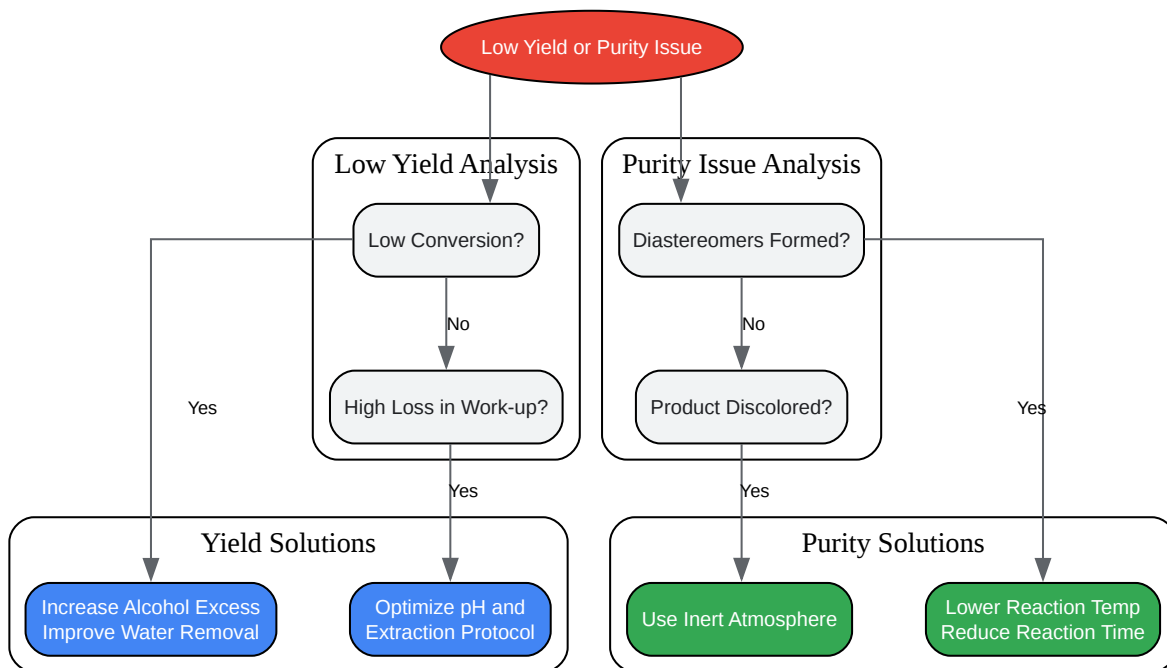 Low Yield or Purity Issue
Low Yield Analysis
Purity Issue Analysis
Low Conversion?
Diastereomers Formed?
No
No
High Loss in Work-up?
Product Discolored?
Yes
Yes
Yes
Yes
Yield Solutions
Purity Solutions
Increase Alcohol Excess
Improve Water Removal
Optimize pH and
Extraction Protocol
Use Inert Atmosphere
Lower Reaction Temp
Reduce Reaction Time